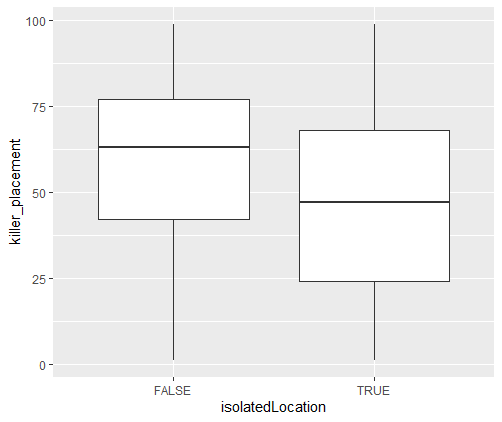 100
75
50
25
0
killer_placement
FALSE
TRUE
isolatedLocation